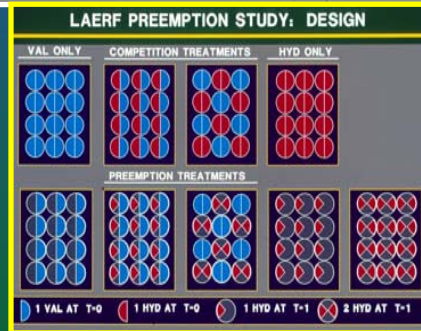 LAERF PREEMPTION STUDY: DESIGN
VAL ONLY COMPETITION TREATMENTS HYD ONLY
PREEMPTION TREATMENTS
1 VAL AT T=0 1 HYD AT T=0 1 HYD AT T=1 2 HYD AT T=1